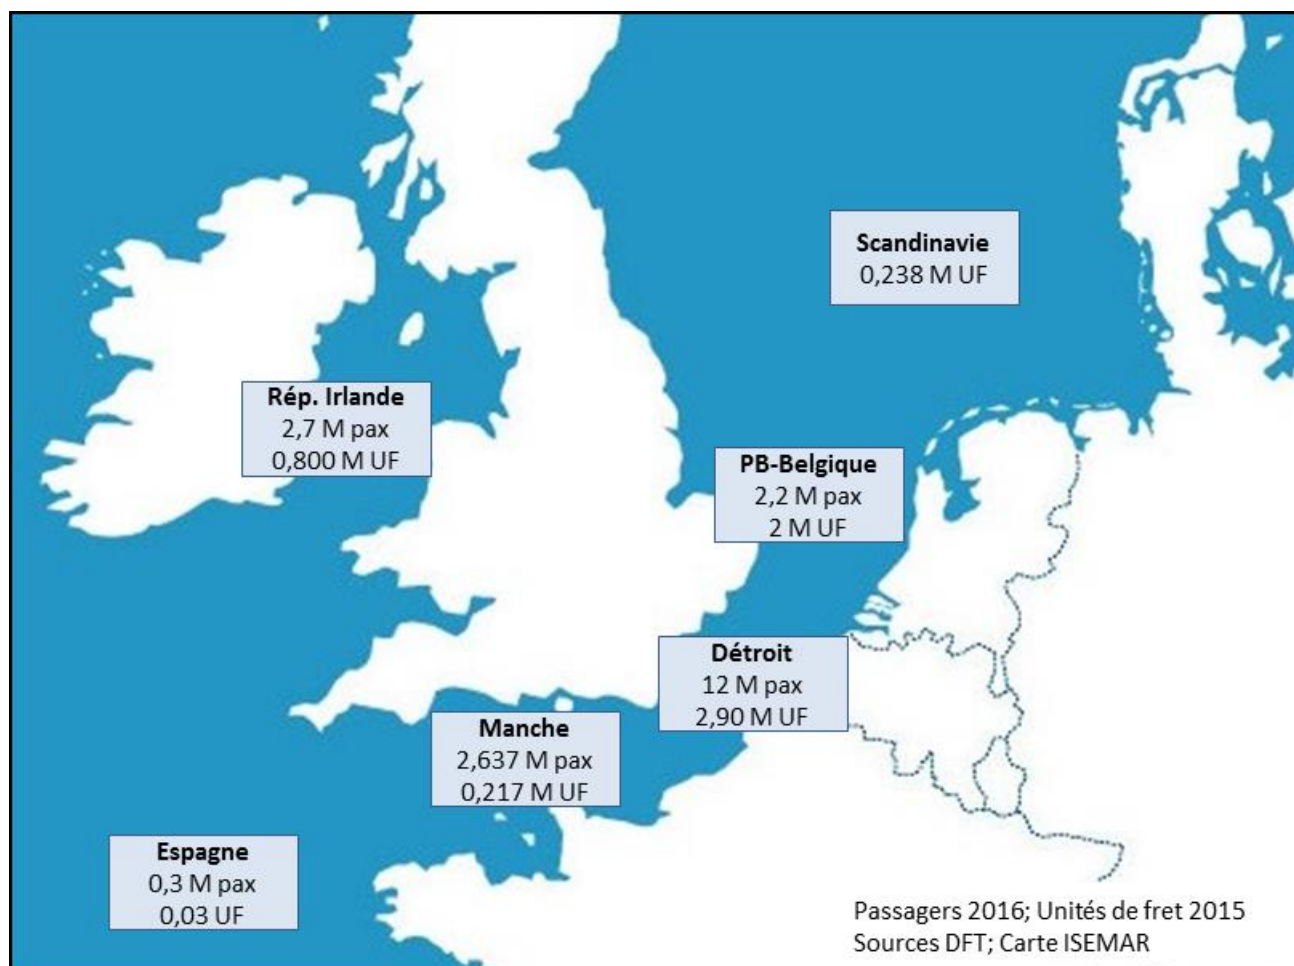 Scandinavie
0,238 M UF
Rép. Irlande
2,7 M pax
0,800 M UF
PB-Belgique
2,2 M pax
2 M UF
Détroit
12 M pax
2,90 M UF
Manche
2,637 M pax
0,217 M UF
Espagne
0,3 M pax
0,03 UF
Passagers 2016; Unités de fret 2015
Sources DFT; Carte ISEMAR